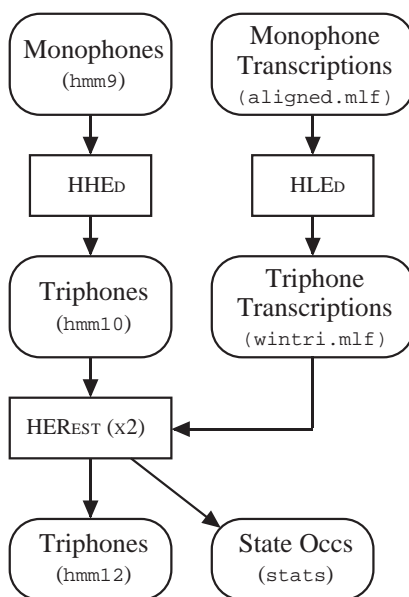 Monophones
(hmm9)
Monophone
Transcriptions
(aligned.mlf)
HHED
HLED
Triphones
(hmm10)
Triphone
Transcriptions
(wintri.mlf)
HEREST (X2)
Triphones
(hmm12)
State Occs
(stats)